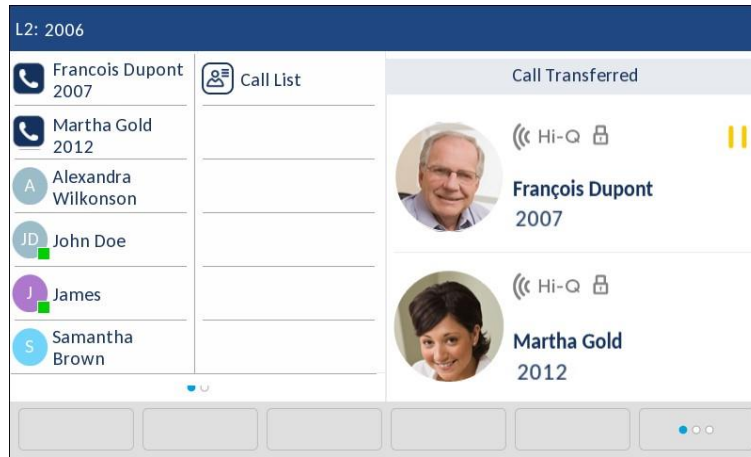 L2: 2006
Francois Dupont
2007
Martha Gold
2012
A
Alexandra
Wilkonson
JD
John Doe
J
James
S
Samantha
Brown
Call List
Call Transferred
Hi-Q
François Dupont
2007
Hi-Q
Martha Gold
2012